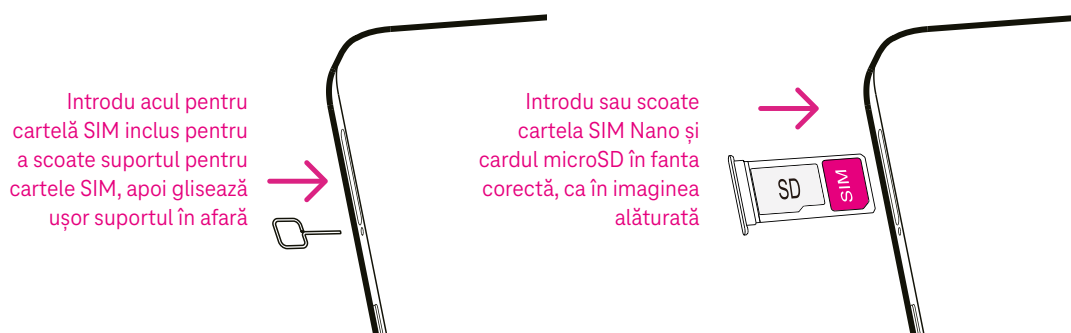 Introdu acul pentru
cartelă SIM inclus pentru
a scoate suportul pentru
cartele SIM, apoi glisează
ușor suportul în afară
Introdu sau scoate
cartela SIM Nano și
cardul microSD în fanta
corectă, ca în imaginea
alăturată
SD
SIM